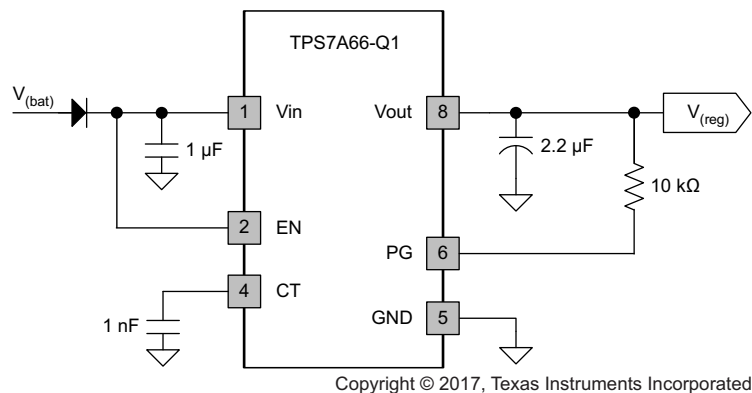 TPS7A66-Q1
V(bat)
1
Vin
Vout
8
V(reg)
1 µF
2.2 µF
10 kΩ
2
EN
PG
6
4
CT
1 nF
GND
5
Copyright © 2017, Texas Instruments Incorporated